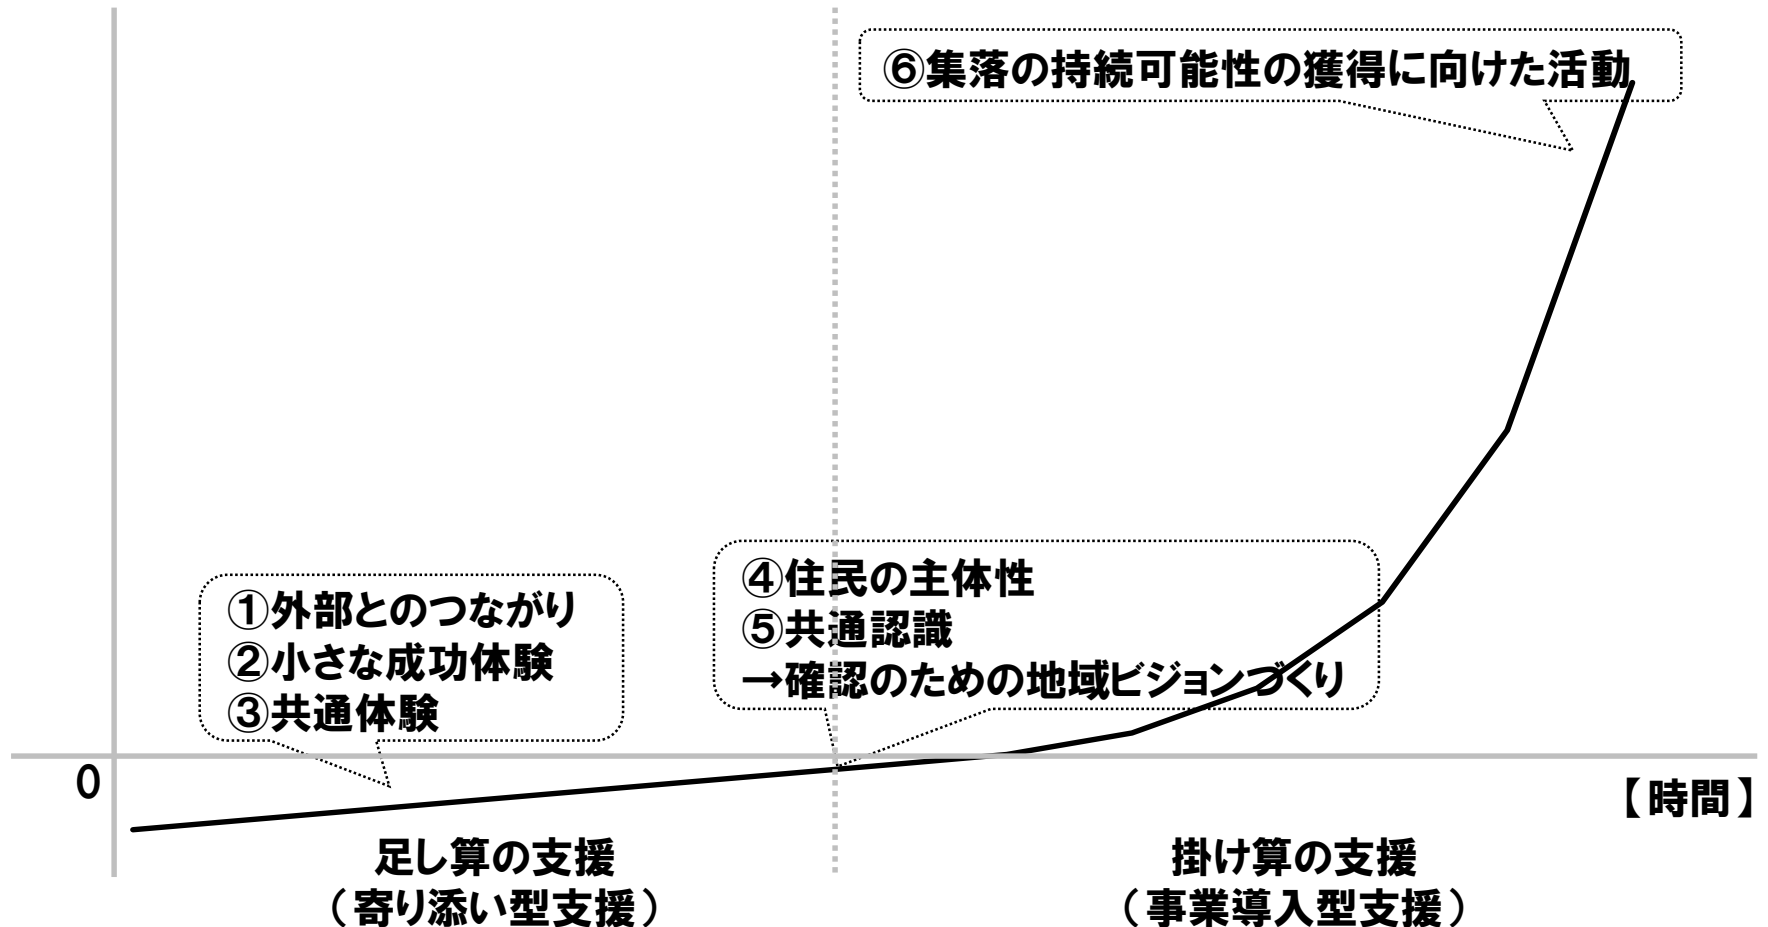 ⑥集落の持続可能性の獲得に向けた活動
④住民の主体性
⑤共通認識
→確認のための地域ビジョンづくり
①外部とのつながり
②小さな成功体験
③共通体験
0
【時間】
足し算の支援
（寄り添い型支援）
掛け算の支援
（事業導入型支援）